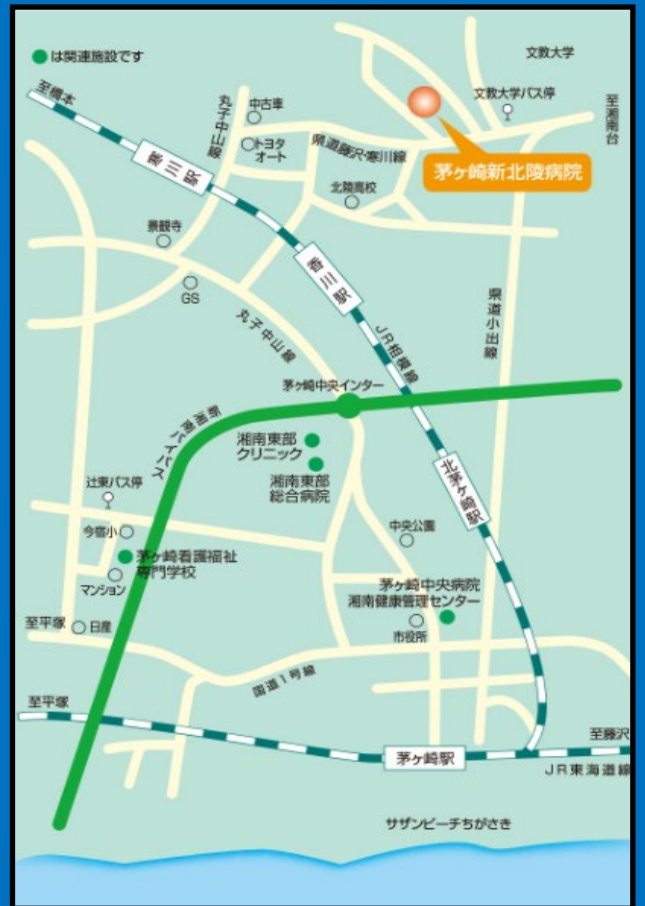 は関連施設です
文教大学
至橋本
丸子中山線
中古車
文教大学バス停
至湘南台
トヨタ
オート
県道藤沢・寒川線
寒川駅
茅ヶ崎新北陵病院
北陵高校
景観寺
香川駅
GS
県道小出線
丸子中山線
JR相模線
茅ヶ崎中央インター
新湘南バイパス
湘南東部
クリニック
湘南東部
総合病院
北茅ヶ崎駅
辻東バス停
今宿小
中央公園
茅ヶ崎看護福祉
専門学校
マンション
茅ヶ崎中央病院
湘南健康管理センター
至平塚
日産
市役所
国道1号線
至平塚
至藤沢
茅ヶ崎駅
JR東海道線
サザンビーチちがさき